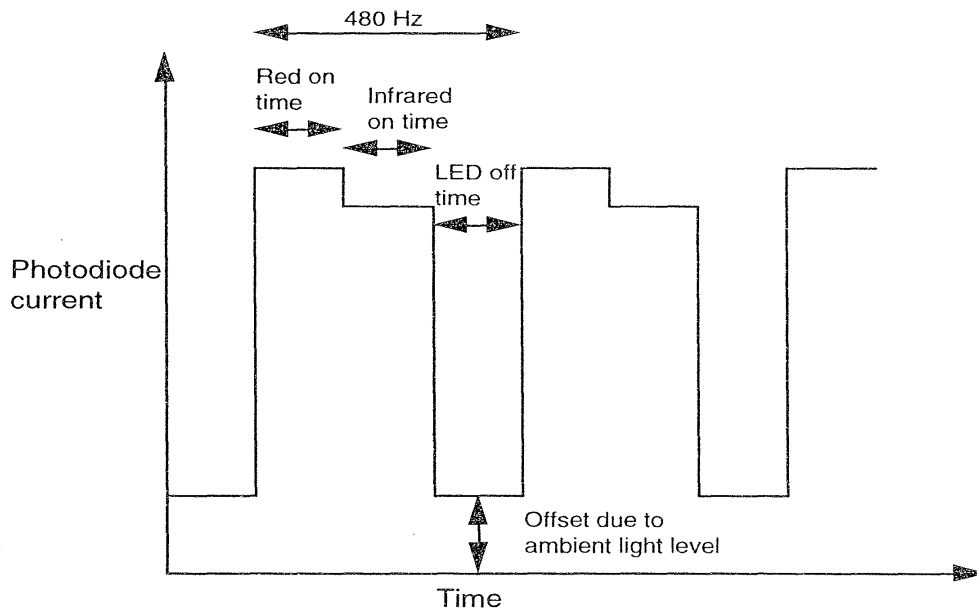 480 Hz
Red on
time
Infrared
on time
LED off
time
Photodiode
current
Offset due to
ambient light level
Time